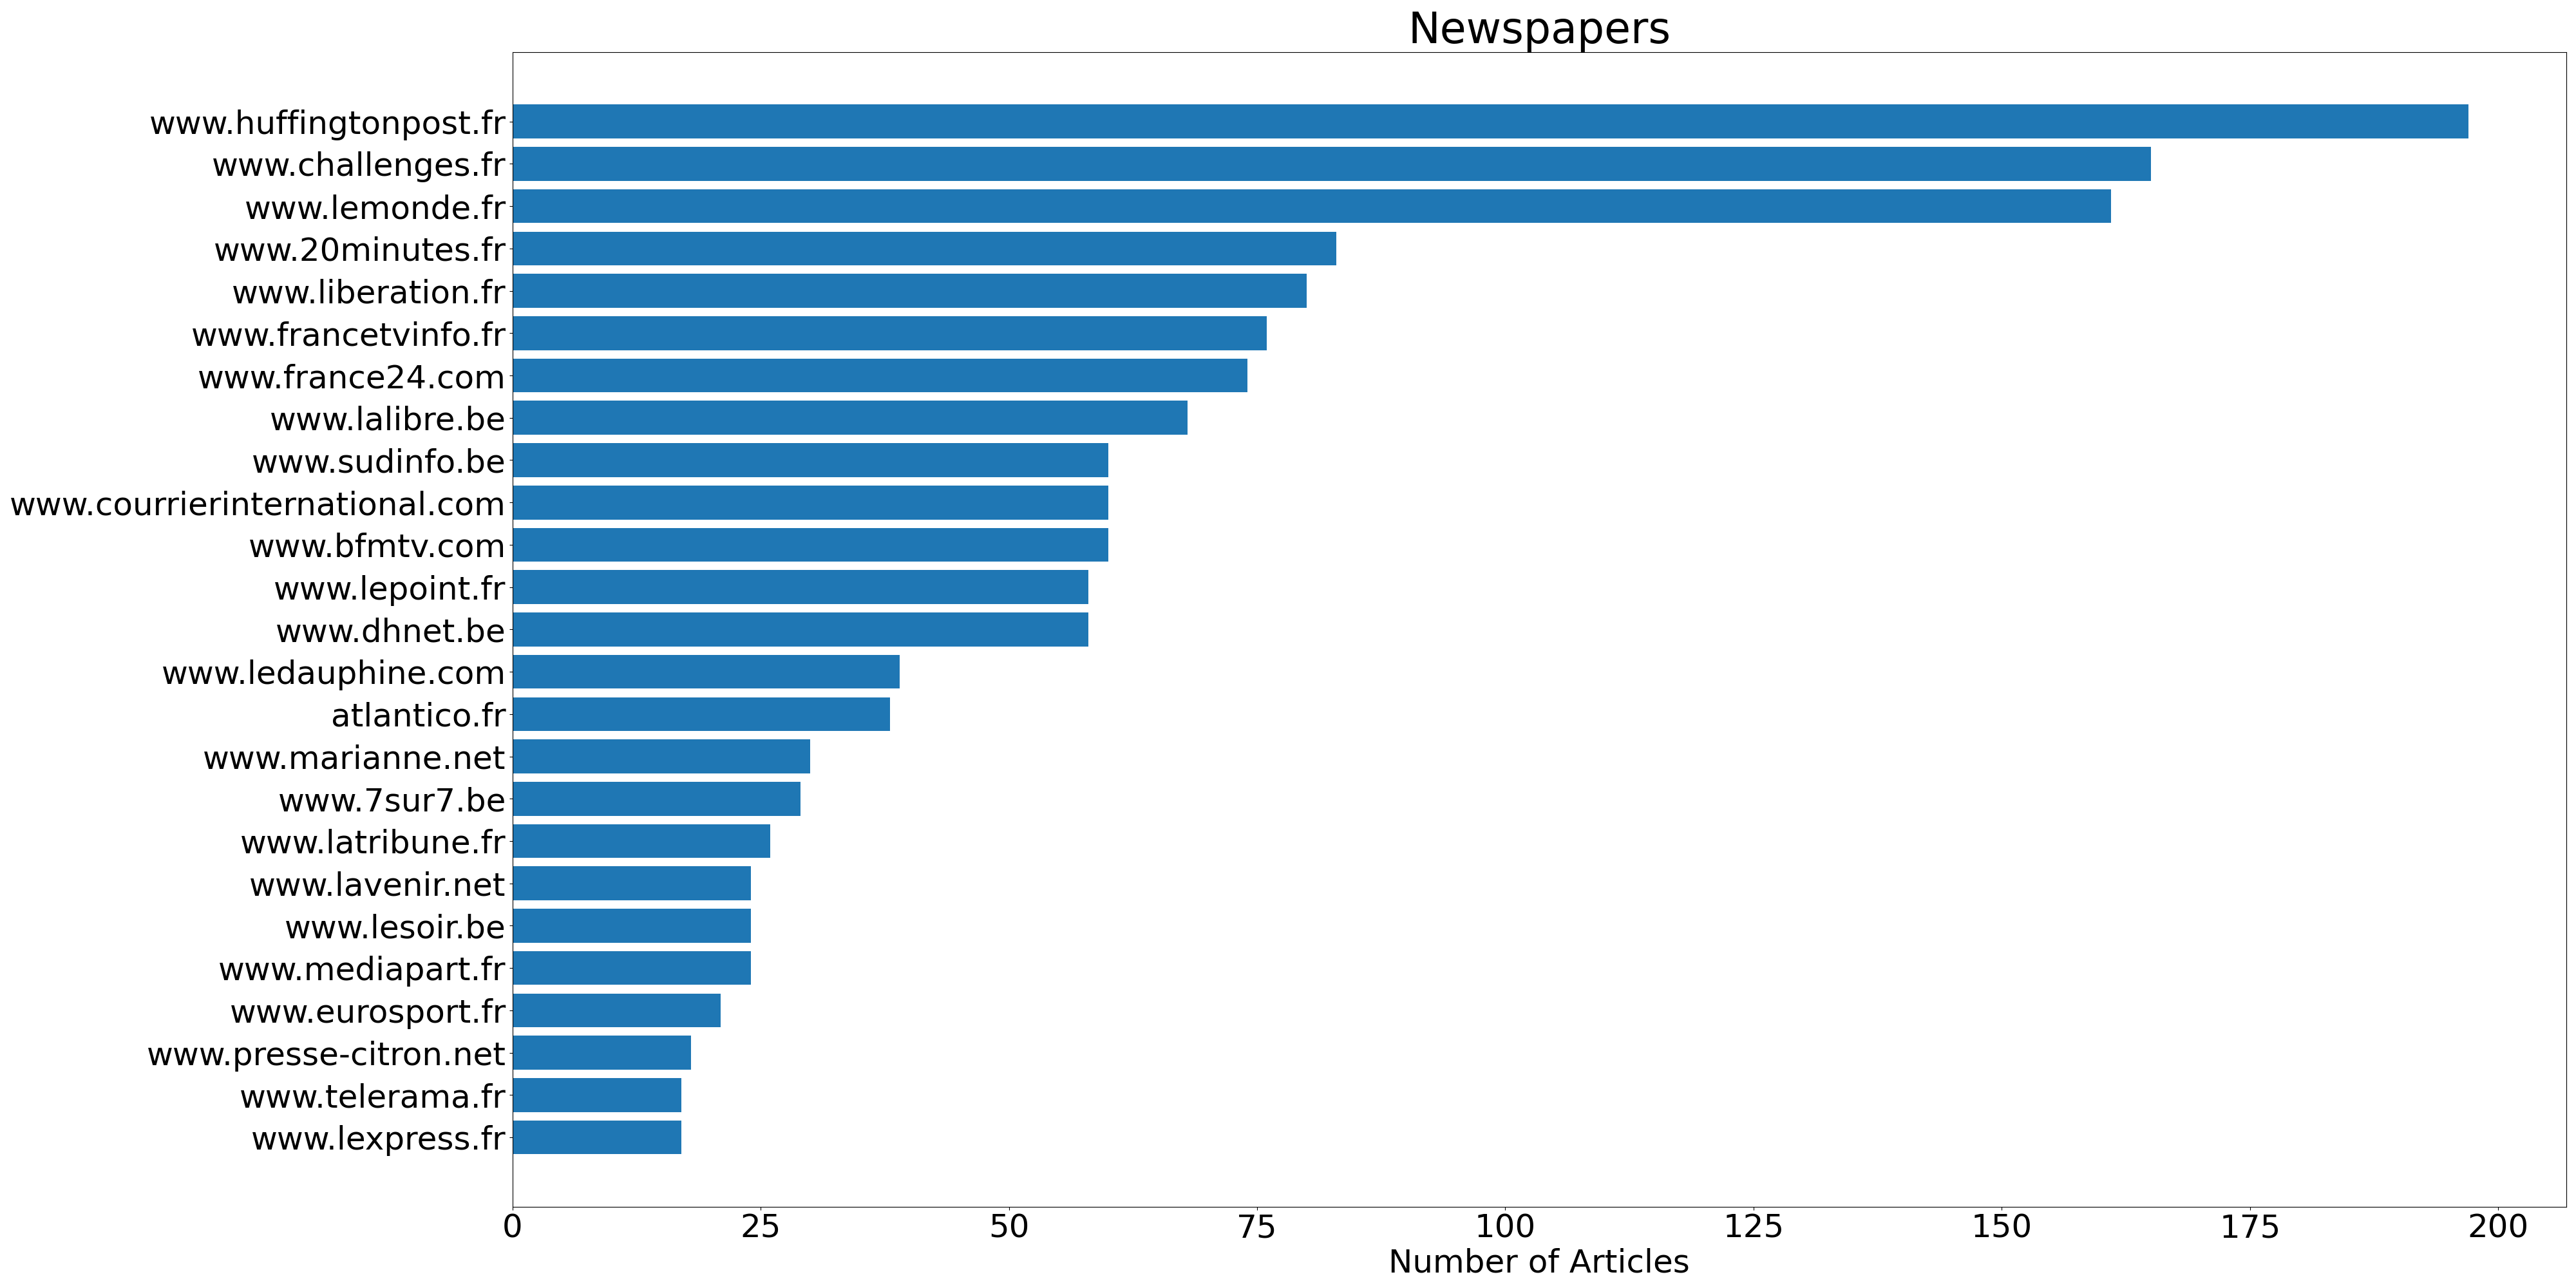 Newspapers
www.huffingtonpost.fr
www.challenges.fr
www.lemonde.fr
www.20minutes.fr
www.liberation.fr
www.francetvinfo.fr
www.france24.com
www.lalibre.be
www.sudinfo.be
www.courrierinternational.com
www.bfmtv.com
www.lepoint.fr
www.dhnet.be
www.ledauphine.com
atlantico.fr
www.marianne.net
www.7sur7.be
www.latribune.fr
www.lavenir.net
www.lesoir.be
www.mediapart.fr
www.eurosport.fr
www.presse-citron.net
www.telerama.fr
www.lexpress.fr
0 25 50 75 100 125 150 175 200
Number of Articles